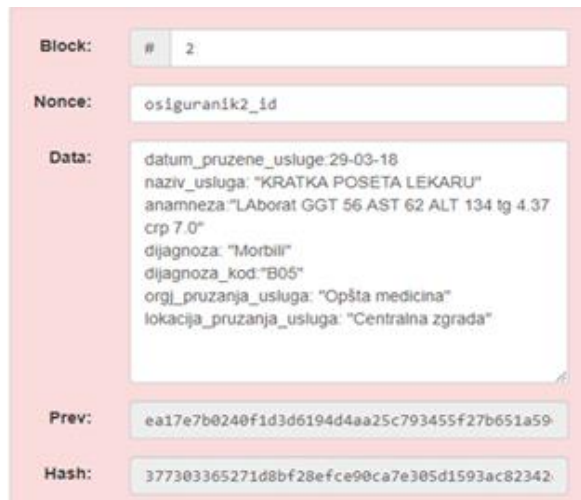 Block: # 2
Nonce: osiguranik2_id
Data: datum_pruzene_usluge:29-03-18
naziv_usluga: "KRATKA POSETA LEKARU"
anamneza:"LAborat GGT 56 AST 62 ALT 134 tg 4.37
crp 7.0"
dijagnoza: "Morbili"
dijagnoza_kod:"B05"
orgj_pruzanja_usluga: "Opšta medicina"
lokacija_pruzanja_usluga: "Centralna zgrada"
Prev: ea17e7b0240f1d3d6194d4aa25c793455f27b651a59
Hash: 377303365271d8bf28efce90ca7e305d1593ac82342